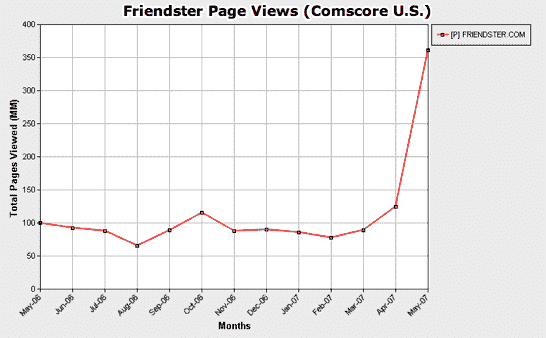 Friendster Page Views (Comscore U.S.)
[P] FRIENDSTER.COM
Total Pages Viewed (MM)
400
350
300
250
200
150
100
50
0
May-06
Jun-06
Jul-06
Aug-06
Sep-06
Oct-06
Nov-06
Dec-06
Jan-07
Feb-07
Mar-07
Apr-07
May-07
Months